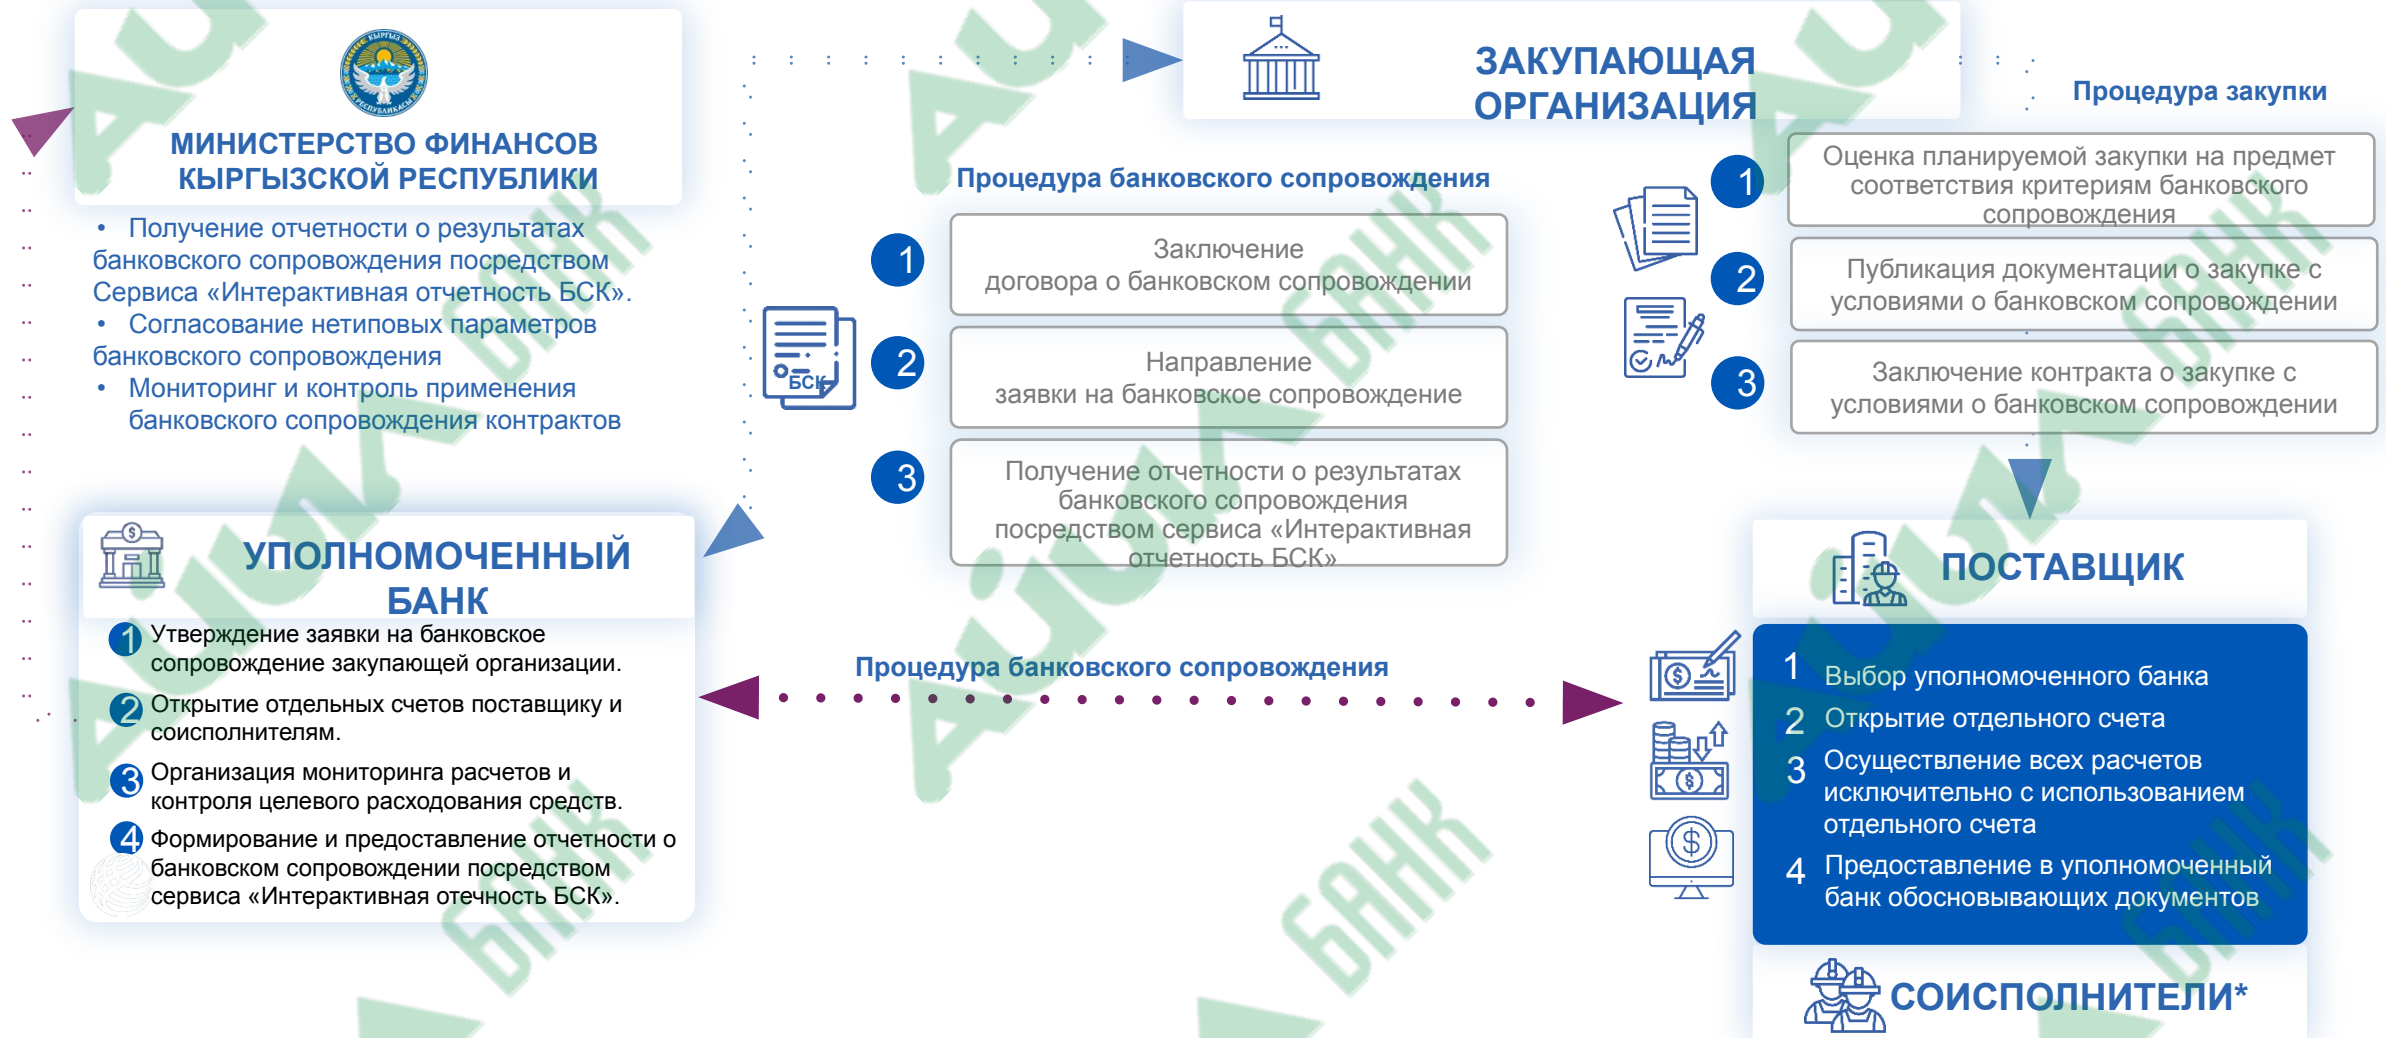 КЫРГЫЗ
РЕСПУБЛИКАСЫ
МИНИСТЕРСТВО ФИНАНСОВ
КЫРГЫЗСКОЙ РЕСПУБЛИКИ
• Получение отчетности о результатах
банковского сопровождения посредством
Сервиса «Интерактивная отчетность БСК».
• Согласование нетиповых параметров
банковского сопровождения
• Мониторинг и контроль применения
банковского сопровождения контрактов
ЗАКУПАЮЩАЯ
ОРГАНИЗАЦИЯ
Процедура банковского сопровождения
БСК
1
Заключение
договора о банковском сопровождении
2
Направление
заявки на банковское сопровождение
3
Получение отчетности о результатах
банковского сопровождения
посредством сервиса «Интерактивная
отчетность БСК»
Процедура закупки
1
Оценка планируемой закупки на предмет
соответствия критериям банковского
сопровождения
2
Публикация документации о закупке с
условиями о банковском сопровождении
3
Заключение контракта о закупке с
условиями о банковском сопровождении
УПОЛНОМОЧЕННЫЙ
БАНК
1 Утверждение заявки на банковское
сопровождение закупающей организации.
2 Открытие отдельных счетов поставщику и
соисполнителям.
3 Организация мониторинга расчетов и
контроля целевого расходования средств.
4 Формирование и предоставление отчетности о
банковском сопровождении посредством
сервиса «Интерактивная отечность БСК».
Процедура банковского сопровождения
ПОСТАВЩИК
1 Выбор уполномоченного банка
2 Открытие отдельного счета
3 Осуществление всех расчетов
исключительно с использованием
отдельного счета
4 Предоставление в уполномоченный
банк обосновывающих документов
СОИСПОЛНИТЕЛИ*
Айыл БАНК